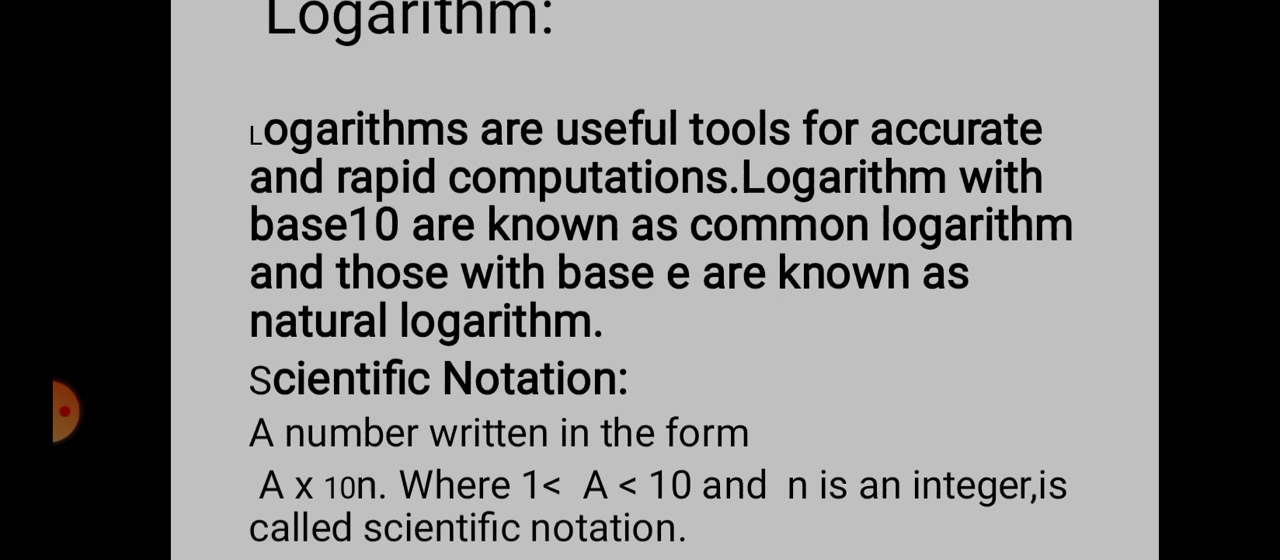 Logarithm:
Logarithms are useful tools for accurate
and rapid computations.Logarithm with
base10 are known as common logarithm
and those with base e are known as
natural logarithm.
Scientific Notation:
A number written in the form
A x 10n. Where 1< A < 10 and n is an integer,is
called scientific notation.